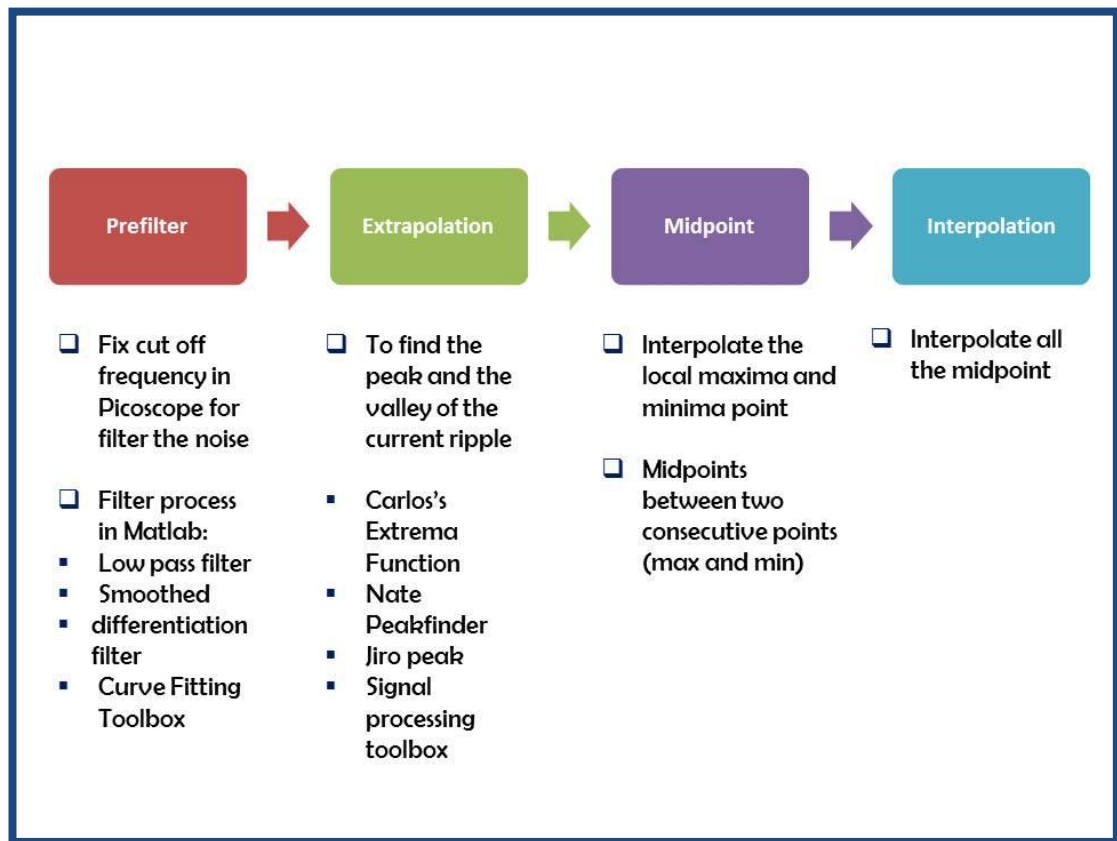 Prefilter
Extrapolation
Midpoint
Interpolation
Fix cut off
frequency in
Picoscope for
filter the noise
Filter process
in Matlab:
Low pass filter
Smoothed
differentiation
filter
Curve Fitting
Toolbox
To find the
peak and the
valley of the
current ripple
Carlos's
Extrema
Function
Nate
Peakfinder
Jiro peak
Signal
processing
toolbox
Interpolate the
local maxima and
minima point
Midpoints
between two
consecutive points
(max and min)
Interpolate all
the midpoint